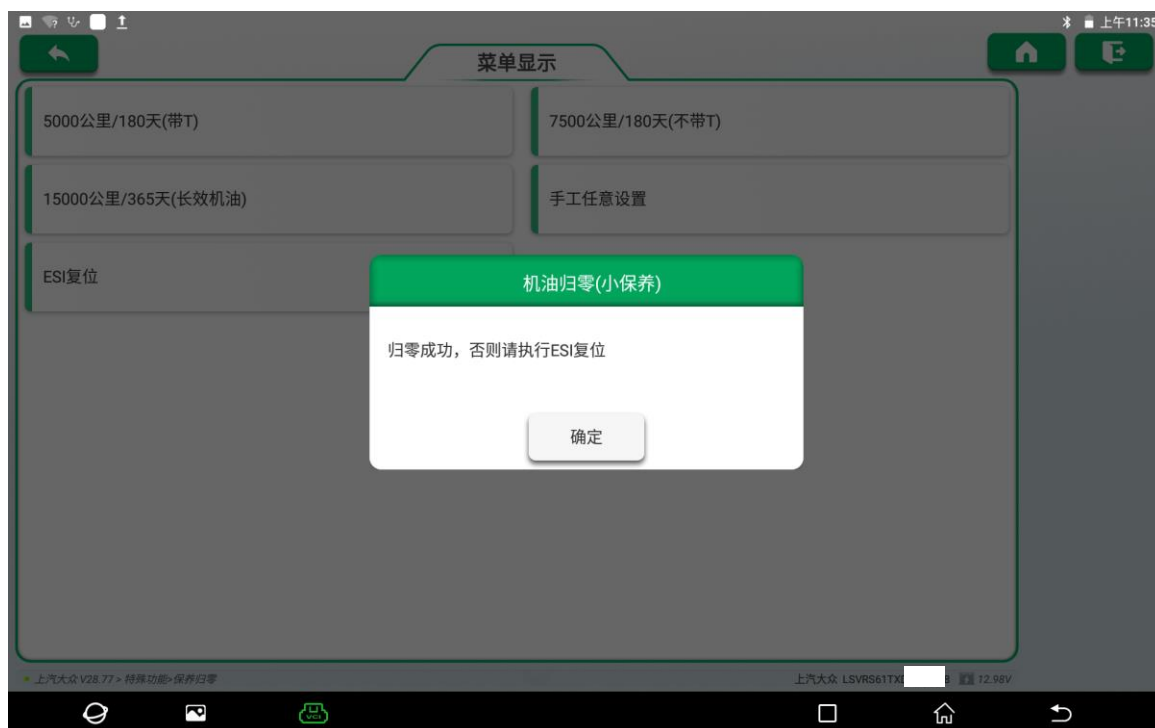 上午11:35
菜单显示
5000公里/180天(带T)
7500公里/180天(不带T)
15000公里/365天(长效机油)
手工任意设置
ESI复位
机油归零(小保养)
归零成功，否则请执行ESI复位
确定
上汽大众 V28.77 > 特殊功能>保养归零
上汽大众 LSVRS61TX 8 12.98V
VCI